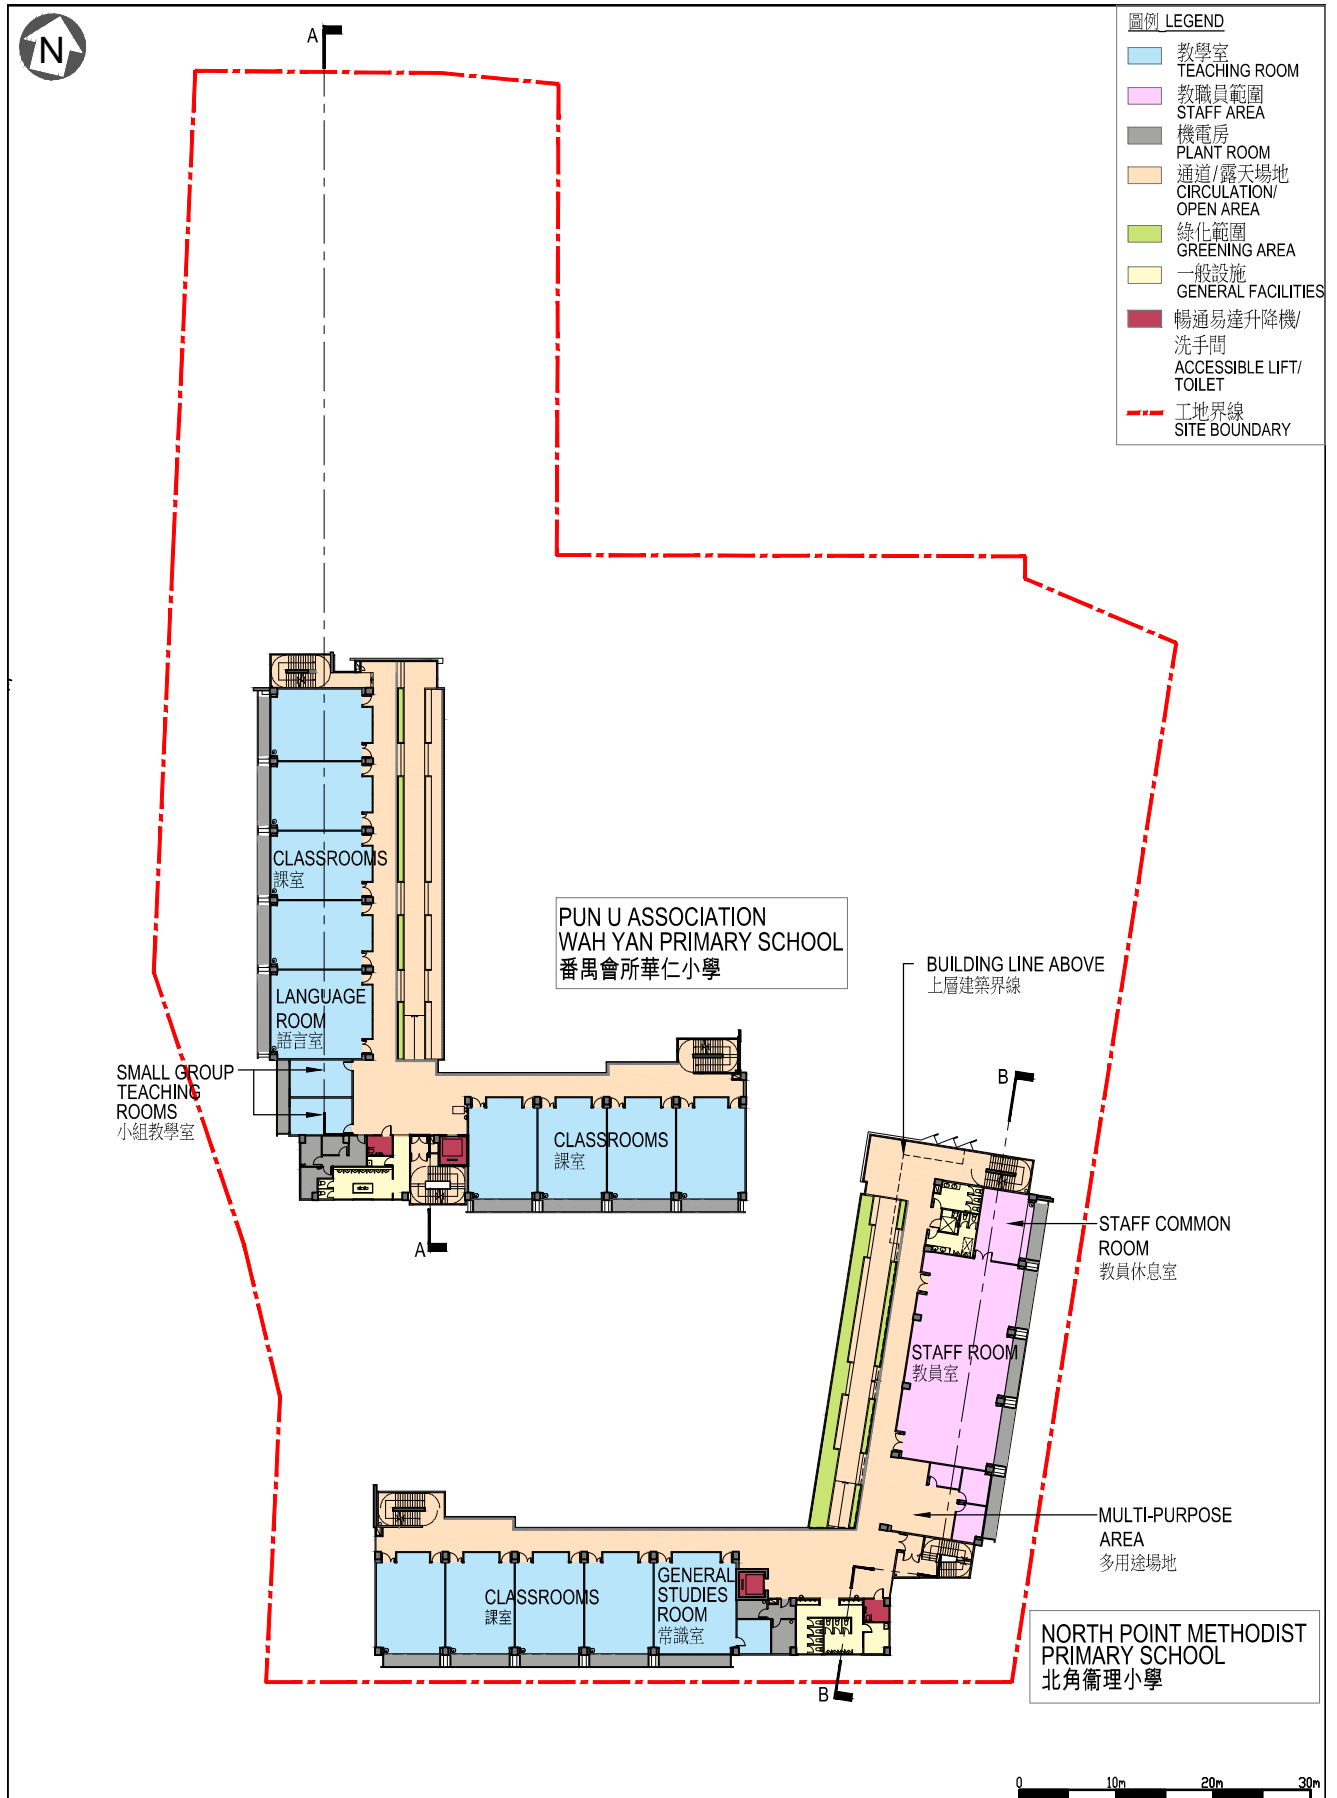 N
A
圖例 LEGEND
教學室
TEACHING ROOM
教職員範圍
STAFF AREA
機電房
PLANT ROOM
通道/露天場地
CIRCULATION/
OPEN AREA
綠化範圍
GREENING AREA
一般設施
GENERAL FACILITIES
暢通易達升降機/
洗手間
ACCESSIBLE LIFT/
TOILET
工地界線
SITE BOUNDARY
CLASSROOMS
課室
LANGUAGE
ROOM
語言室
SMALL GROUP
TEACHING
ROOMS
小組教學室
PUN U ASSOCIATION
WAH YAN PRIMARY SCHOOL
番禺會所華仁小學
CLASSROOMS
課室
A
BUILDING LINE ABOVE
上層建築界線
B
STAFF COMMON
ROOM
教員休息室
STAFF ROOM
教員室
MULTI-PURPOSE
AREA
多用途場地
CLASSROOMS
課室
GENERAL
STUDIES
ROOM
常識室
B
NORTH POINT METHODIST
PRIMARY SCHOOL
北角衞理小學
0 10m 20m 30m